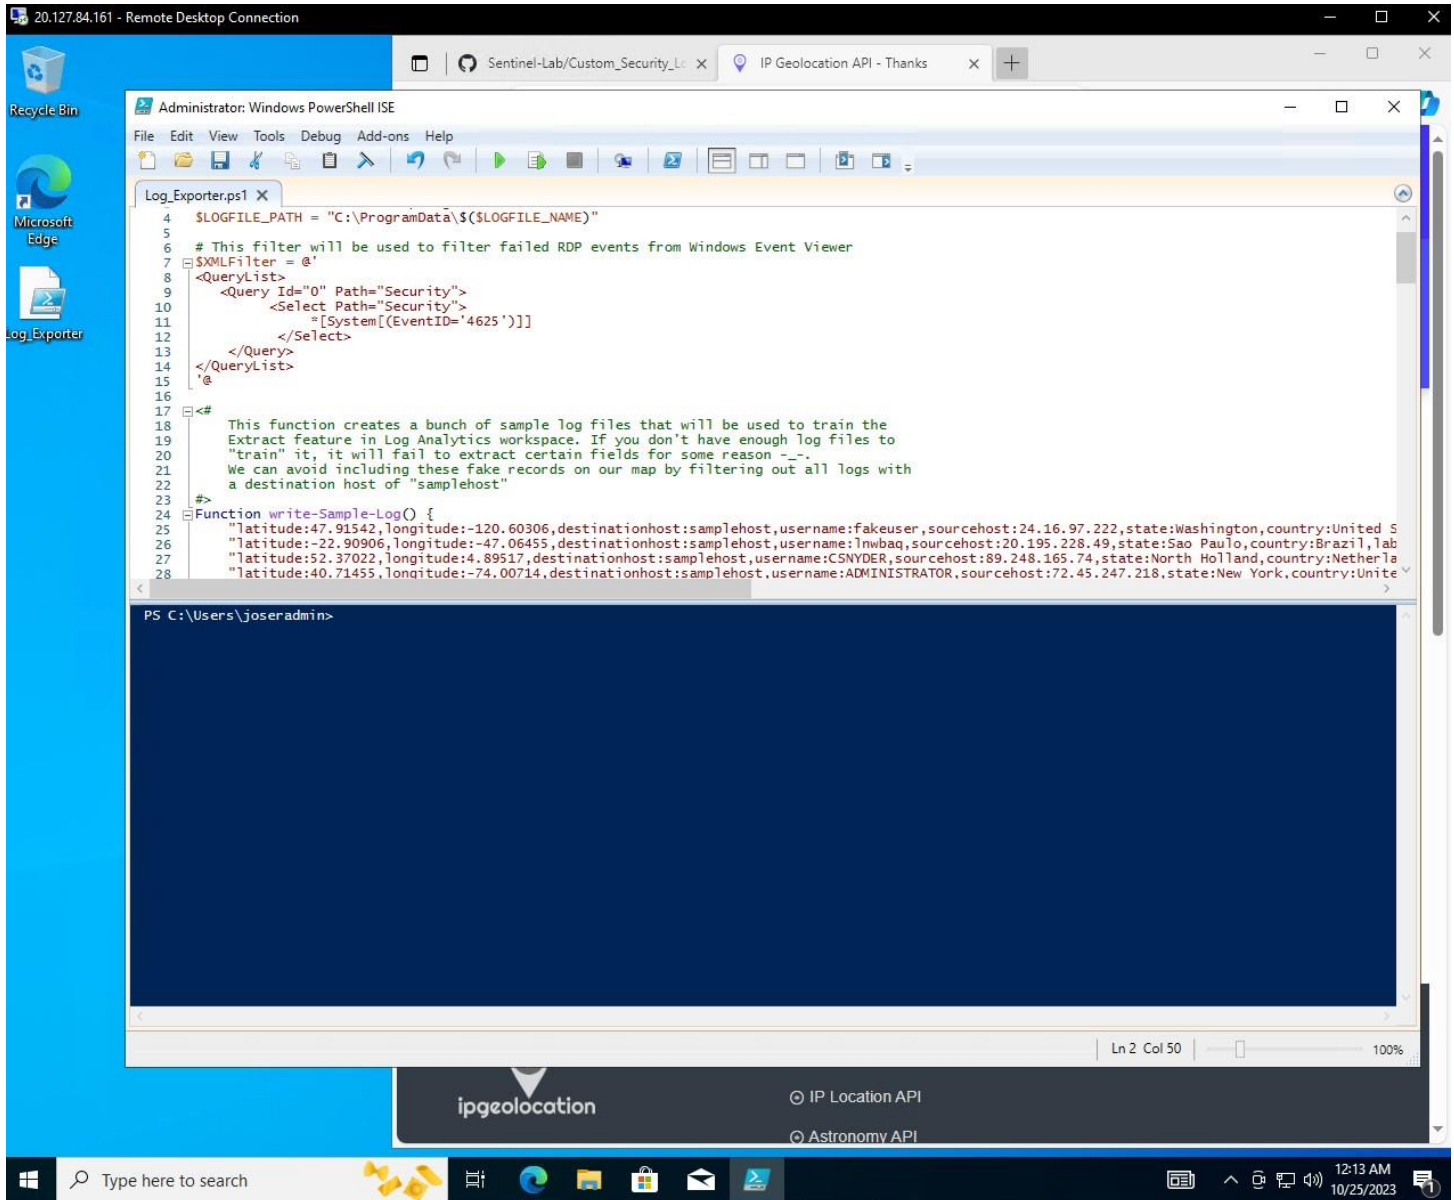 20.127.84.161 - Remote Desktop Connection
Recycle Bin
Microsoft
Edge
Log_Exporter
Sentinel-Lab/Custom_Security_Lo
IP Geolocation API - Thanks
Administrator: Windows PowerShell ISE
File Edit View Tools Debug Add-ons Help
Log_Exporter.ps1
4 $LOGFILE_PATH = "C:\ProgramData\$($LOGFILE_NAME)"
5
6 # This filter will be used to filter failed RDP events from Windows Event Viewer
7 $XMLFilter = @'
8 <QueryList>
9 <Query Id="0" Path="Security">
10 <Select Path="Security">
11 *[System[(EventID='4625')]]
12 </Select>
13 </Query>
14 </QueryList>
15 '@
16
17 <#
18 This function creates a bunch of sample log files that will be used to train the
19 Extract feature in Log Analytics workspace. If you don't have enough log files to
20 "train" it, it will fail to extract certain fields for some reason -_-.
21 We can avoid including these fake records on our map by filtering out all logs with
22 a destination host of "samplehost"
23 #>
24 Function write-Sample-Log() {
25 "latitude:47.91542,longitude:-120.60306,destinationhost:samplehost,username:fakeuser,sourcehost:24.16.97.222,state:Washington,country:United S
26 "latitude:-22.90906,longitude:-47.06455,destinationhost:samplehost,username:lnwbaq,sourcehost:20.195.228.49,state:Sao Paulo,country:Brazil,lab
27 "latitude:52.37022,longitude:4.89517,destinationhost:samplehost,username:CSNYDER,sourcehost:89.248.165.74,state:North Holland,country:Netherla
28 "latitude:40.71455,longitude:-74.00714,destinationhost:samplehost,username:ADMINISTRATOR,sourcehost:72.45.247.218,state:New York,country:Unite
PS C:\Users\joseradmin>
Ln 2 Col 50
100%
ipgeolocation
IP Location API
Astronomy API
Type here to search
12:13 AM
10/25/2023
1